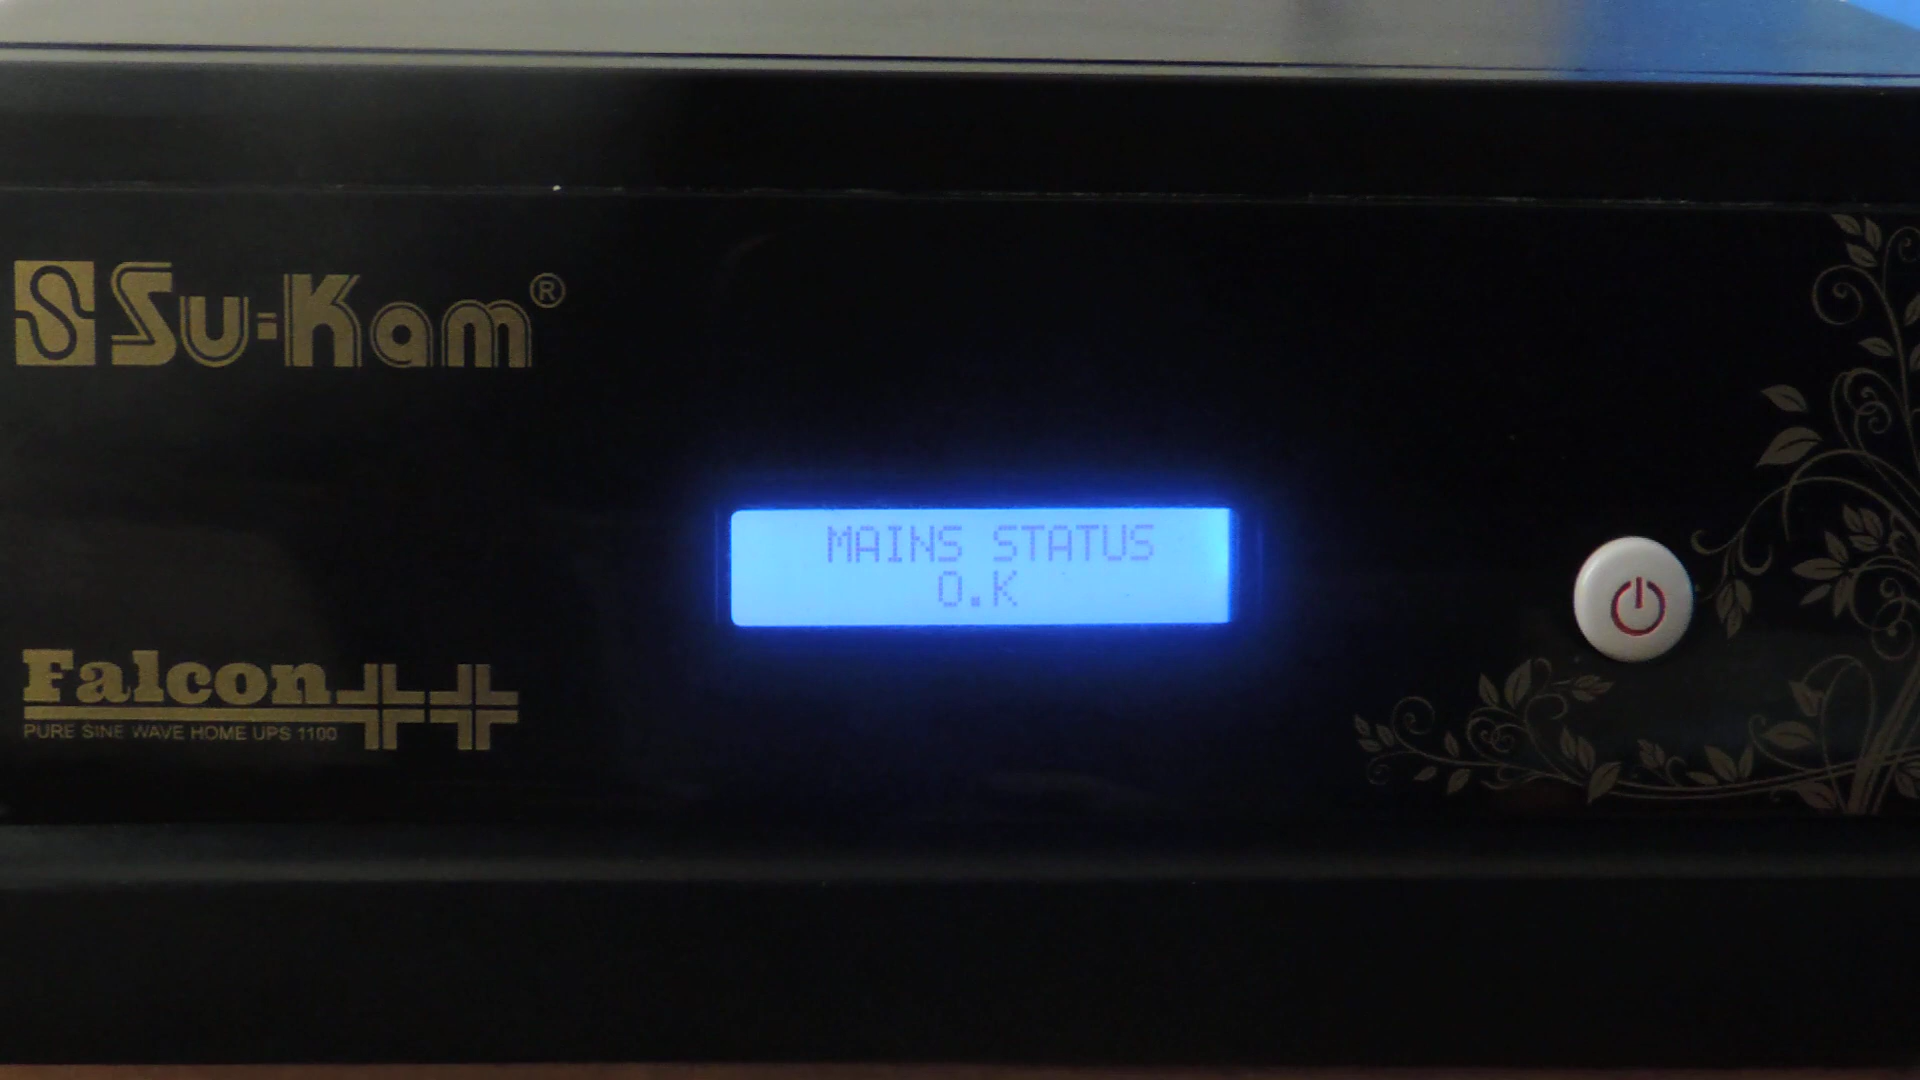 Su-Kam®
MAINS STATUS
O.K
Falcon++
PURE SINE WAVE HOME UPS 1100